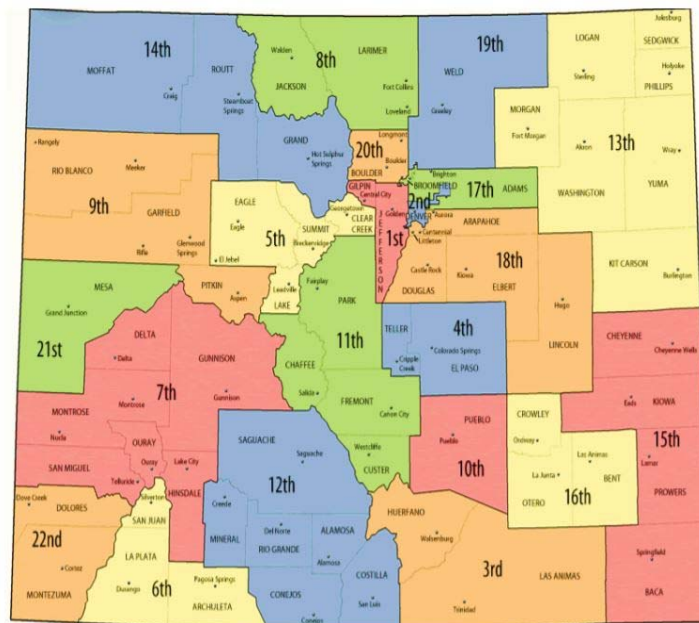 14th
MOFFAT
Craig
ROUTT
Steamboat
Springs
GRAND
Hot Sulphur
Springs
8th
Walden
JACKSON
LARIMER
Fort Collins
Loveland
19th
WELD
Greeley
LOGAN
Sterling
Julesburg
SEDGWICK
Holyoke
PHILLIPS
MORGAN
Fort Morgan
13th
Akron
Wray
WASHINGTON
YUMA
KIT CARSON
Burlington
20th
Longmont
Boulder
BOULDER
Rangely
RIO BLANCO
Meeker
9th
GARFIELD
Rifle
Glenwood
Springs
PITKIN
Aspen
EAGLE
Eagle
El Jebel
5th
SUMMIT
Breckenridge
Georgetown
CLEAR
CREEK
Leadville
LAKE
GILPIN
Central City
Golden
1st
JEFFERSON
2nd
BROOMFIELD
DENVER
Brighton
17th
ADAMS
Aurora
ARAPAHOE
Centennial
Littleton
18th
Castle Rock
Kiowa
DOUGLAS
ELBERT
Hugo
LINCOLN
MESA
Grand Junction
21st
DELTA
Delta
GUNNISON
7th
Montrose
Gunnison
MONTROSE
Nucla
OURAY
Ouray
SAN MIGUEL
Telluride
Lake City
HINSDALE
Fairplay
PARK
11th
CHAFFEE
Salida
FREMONT
Canon City
Westcliffe
CUSTER
TELLER
4th
Colorado Springs
Cripple
Creek
EL PASO
CHEYENNE
Cheyenne Wells
Eads
KIOWA
15th
Lamar
PROWERS
Springfield
BACA
PUEBLO
Pueblo
10th
CROWLEY
Ordway
Las Animas
La Junta
BENT
OTERO
16th
SAGUACHE
Saguache
12th
Creede
MINERAL
Del Norte
RIO GRANDE
ALAMOSA
Alamosa
COSTILLA
San Luis
CONEJOS
Conejos
HUERFANO
Walsenburg
3rd
LAS ANIMAS
Trinidad
Dove Creek
DOLORES
22nd
Cortez
MONTEZUMA
Silverton
SAN JUAN
LA PLATA
Durango
6th
Pagosa Springs
ARCHULETA